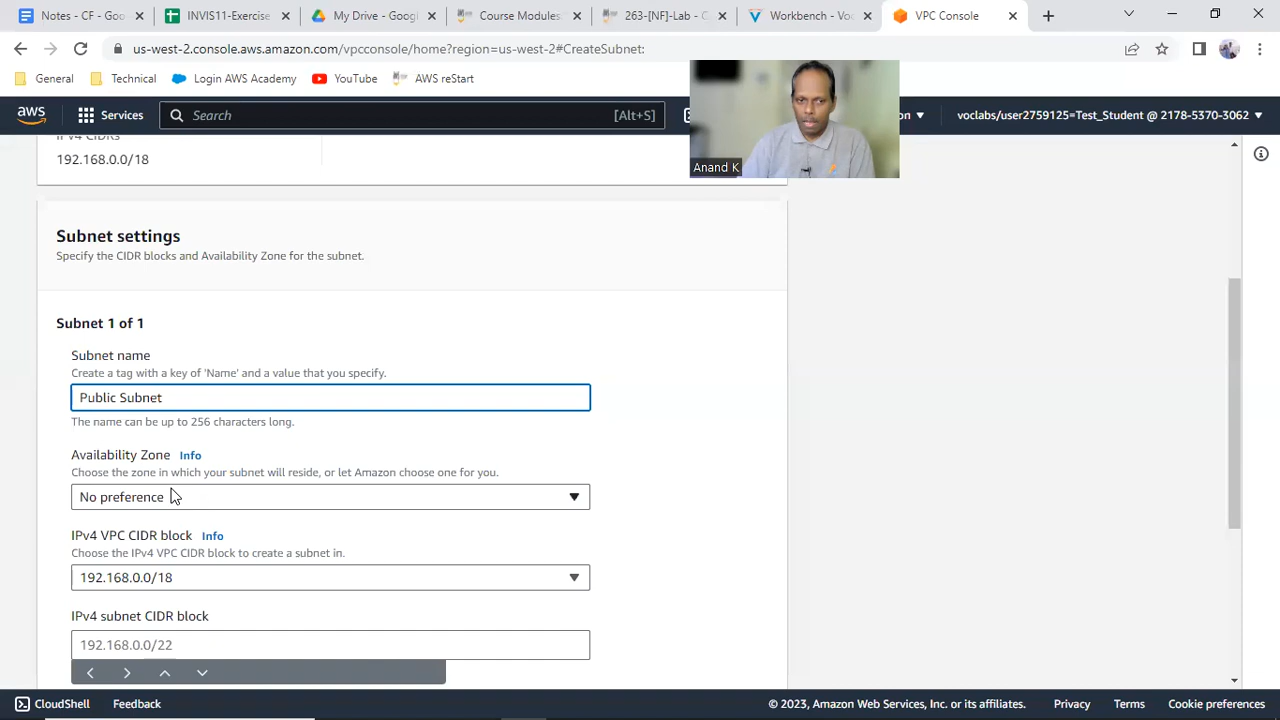 Notes - GF - Goo
INMIS11-Exercise
My Drive - Googl
Course Modules:
263-[NF]-Lab - C
Workbench - Voc
VPC Console
us-west-2.console.aws.amazon.com/vpcconsole/home?region=us-west-2#CreateSubnet:
General
Technical
Login AWS Academy
YouTube
AWS reStart
aws
Services
Search
[Alt+S]
on
voclabs/user2759125=Test_Student @ 2178-5370-3062
IPv4 CIDRs
192.168.0.0/18
Anand K
Subnet settings
Specify the CIDR blocks and Availability Zone for the subnet.
Subnet 1 of 1
Subnet name
Create a tag with a key of 'Name' and a value that you specify.
Public Subnet
The name can be up to 256 characters long.
Availability Zone Info
Choose the zone in which your subnet will reside, or let Amazon choose one for you.
No preference
IPv4 VPC CIDR block Info
Choose the IPv4 VPC CIDR block to create a subnet in.
192.168.0.0/18
IPv4 subnet CIDR block
192.168.0.0/22
CloudShell
Feedback
© 2023, Amazon Web Services, Inc. or its affiliates.
Privacy
Terms
Cookie preferences